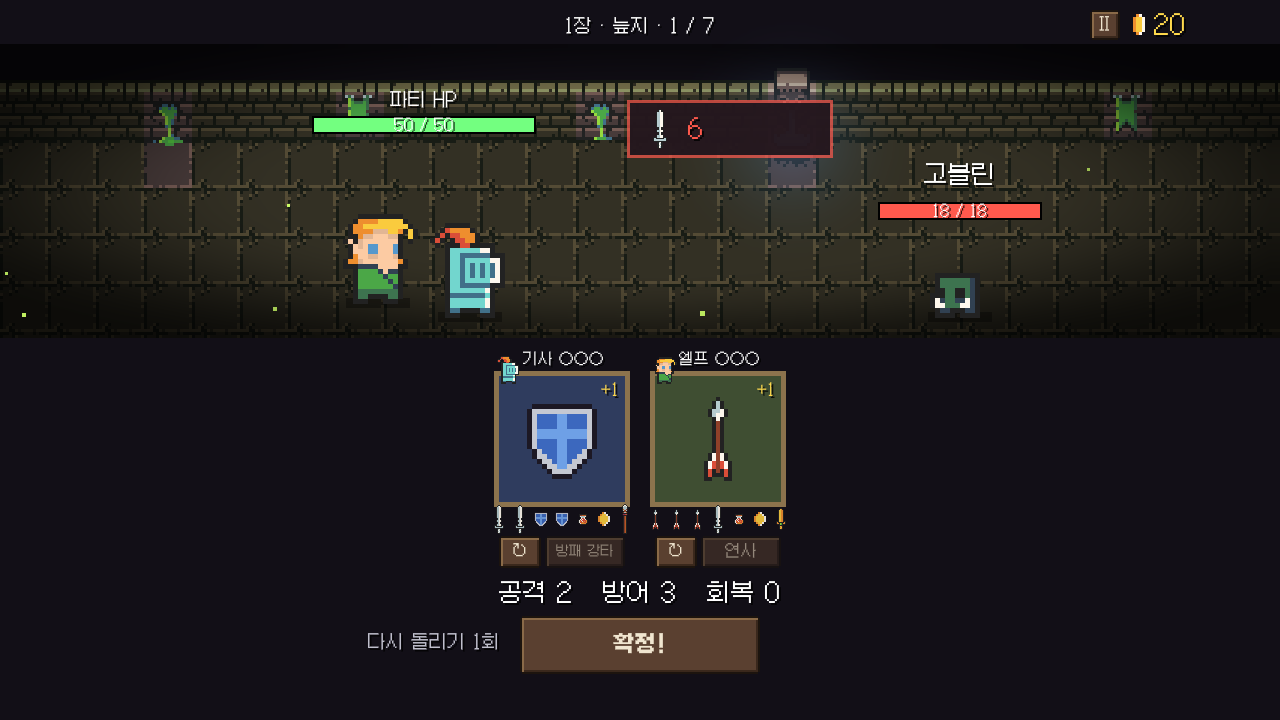 1장 · 늪지 · 1 / 7
II
20
파티 HP
50 / 50
6
고블린
18 / 18
기사 ○○○
엘프 ○○○
+1
+1
↻
방패 강타
↻
연사
공격 2 방어 3 회복 0
다시 돌리기 1회
확정!